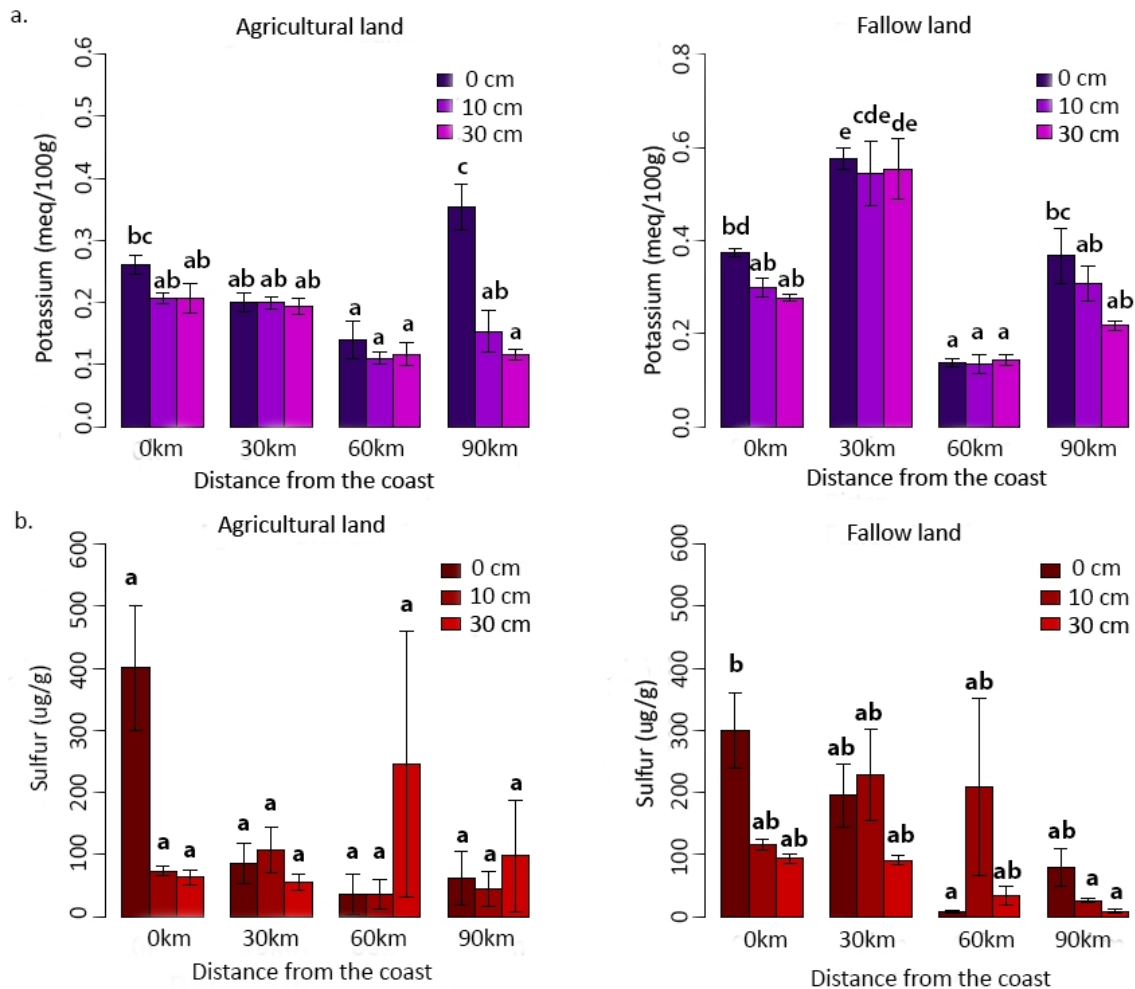 a.
Agricultural land
Potassium (meq/100g)
0.6
0.5
0.4
0.3
0.2
0.1
0.0
0 cm
10 cm
30 cm
bc
ab
ab
ab
ab
ab
a
a
a
c
ab
a
0km
30km
60km
90km
Distance from the coast
Fallow land
Potassium (meq/100g)
0.8
0.6
0.4
0.2
0.0
0 cm
10 cm
30 cm
bd
ab
ab
e
cde
de
a
a
a
bc
ab
ab
0km
30km
60km
90km
Distance from the coast
b.
Agricultural land
Sulfur (ug/g)
600
500
400
300
200
100
0
0 cm
10 cm
30 cm
a
a
a
a
a
a
a
a
a
a
a
a
0km
30km
60km
90km
Distance from the coast
Fallow land
Sulfur (ug/g)
600
500
400
300
200
100
0
0 cm
10 cm
30 cm
b
ab
ab
ab
ab
ab
a
ab
ab
ab
a
a
0km
30km
60km
90km
Distance from the coast